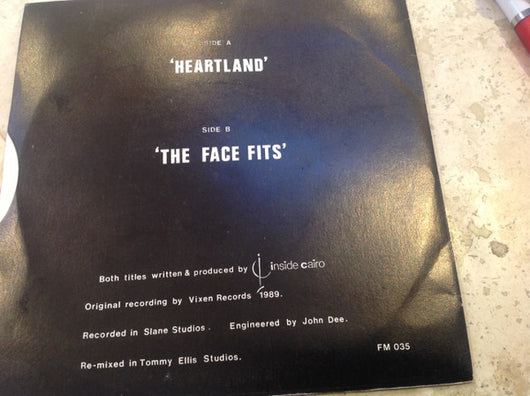 SIDE A
'HEARTLAND'
SIDE B
'THE FACE FITS'
Both titles written & produced by inside cairo
Original recording by Vixen Records 1989.
Recorded in Slane Studios. Engineered by John Dee.
Re-mixed in Tommy Ellis Studios.
FM 035